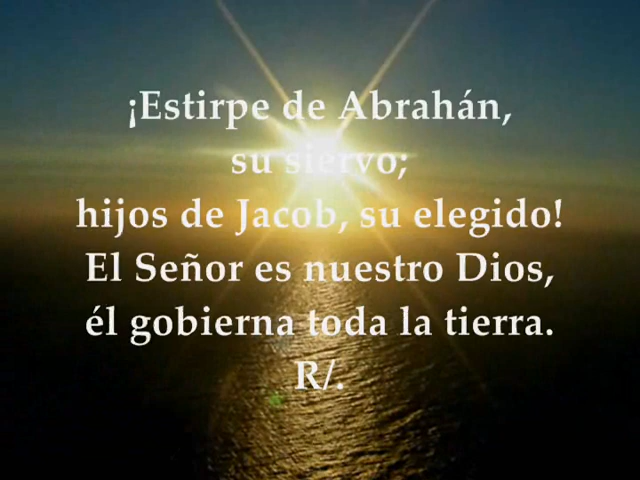 ¡Estirpe de Abrahán,
su siervo;
hijos de Jacob, su elegido!
El Señor es nuestro Dios,
él gobierna toda la tierra.
R/.